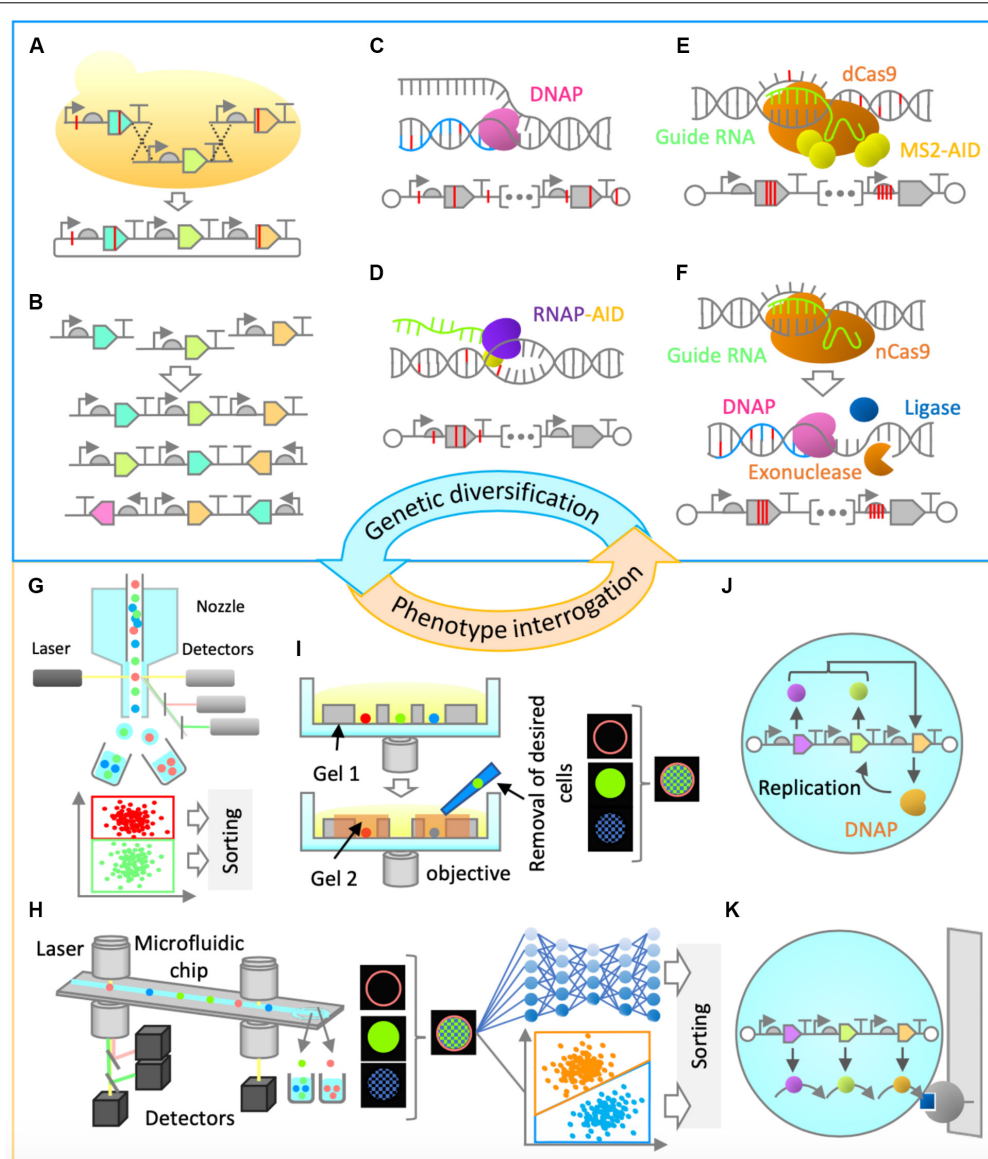 A
B
C
DNAP
D
RNAP-AID
E
dCas9
Guide RNA
MS2-AID
F
Guide RNA
nCas9
DNAP
Ligase
Exonuclease
Genetic diversification
Phenotype interrogation
G
Nozzle
Laser
Detectors
Sorting
H
Laser
Microfluidic
chip
Detectors
Sorting
I
Gel 1
Gel 2
objective
Removal of desired
cells
J
Replication
DNAP
K